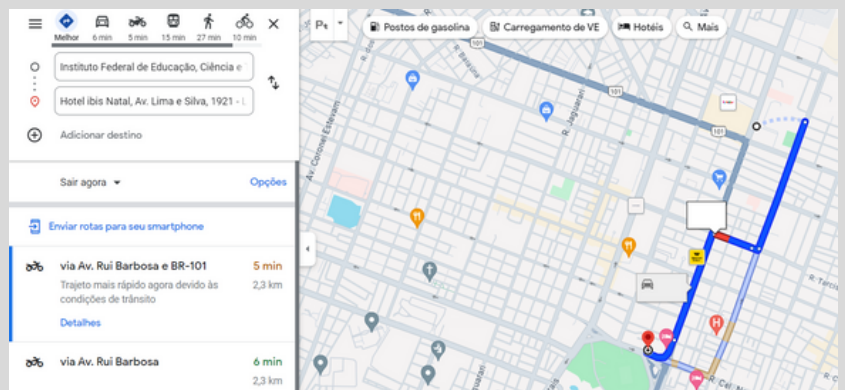 Melhor
6 min
5 min
15 min
27 min
10 min
Instituto Federal de Educação, Ciência e
Hotel ibis Natal, Av. Lima e Silva, 1921 -
Adicionar destino
Sair agora
Opções
Enviar rotas para seu smartphone
via Av. Rui Barbosa e BR-101
5 min
Trajeto mais rápido agora devido às
2,3 km
condições de trânsito
Detalhes
via Av. Rui Barbosa
6 min
2,3 km
Postos de gasolina
Carregamento de VE
Hotéis
Mais
101
101
101
Av. Coronel Estevam
R. Jaguarari